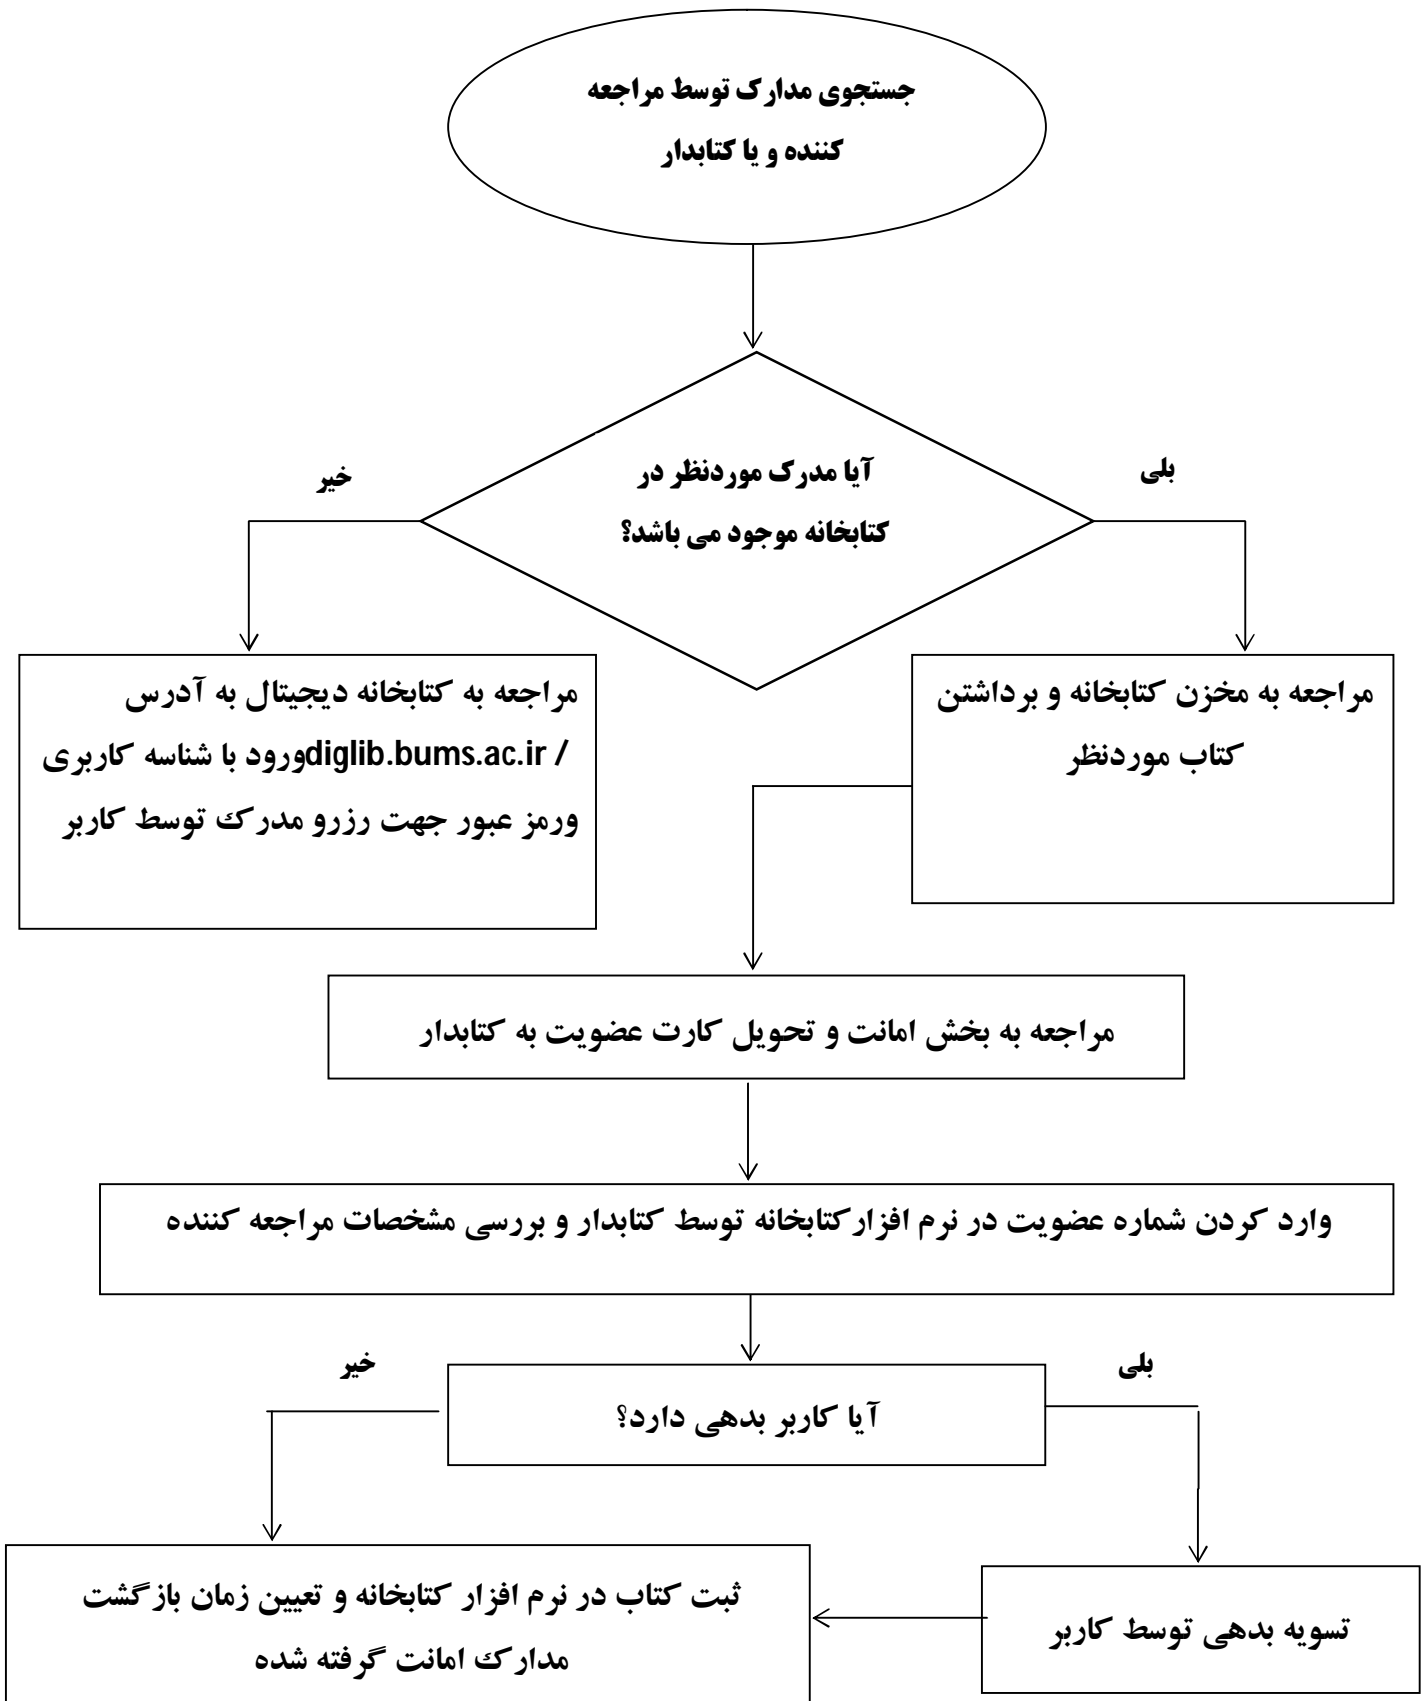 جستجوی مدارک توسط مراجعه
کننده و یا کتابدار
آیا مدرک موردنظر در
کتابخانه موجود می باشد؟
بلی
خیر
مراجعه به مخزن کتابخانه و برداشتن
کتاب موردنظر
مراجعه به کتابخانه دیجیتال به آدرس
diglib.bums.ac.ir / ورود با شناسه کاربری
ورمز عبور جهت رزرو مدرک توسط کاربر
مراجعه به بخش امانت و تحویل کارت عضویت به کتابدار
وارد کردن شماره عضویت در نرم افزارکتابخانه توسط کتابدار و بررسی مشخصات مراجعه کننده
آیا کاربر بدهی دارد؟
بلی
خیر
تسویه بدهی توسط کاربر
ثبت کتاب در نرم افزار کتابخانه و تعیین زمان بازگشت
مدارک امانت گرفته شده